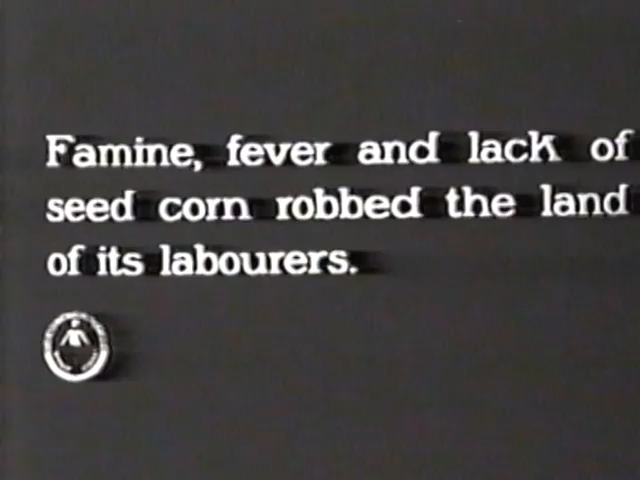 Famine, fever and lack of
seed corn robbed the land
of its labourers.